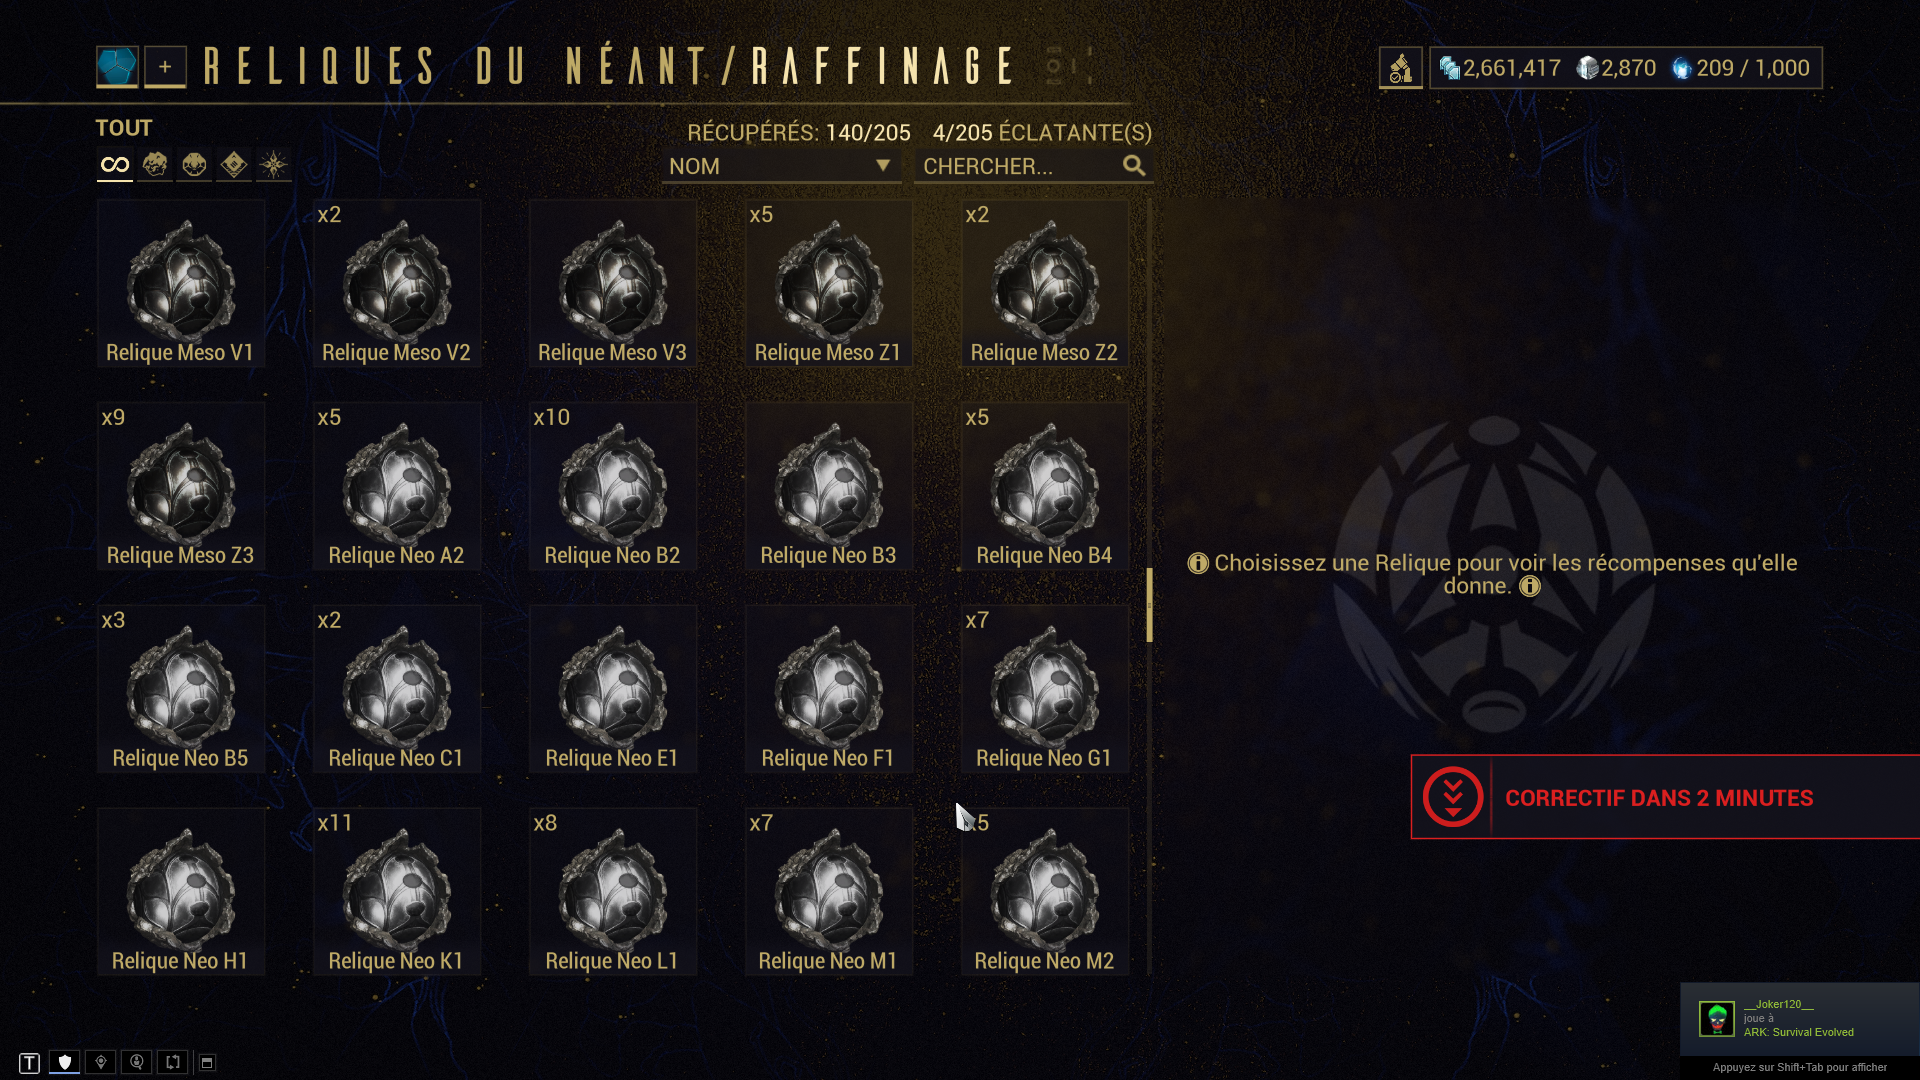 + RELIQUES DU NÉANT/RAFFINAGE
2,661,417 2,870 209 / 1,000
TOUT
RÉCUPÉRÉS: 140/205 4/205 ÉCLATANTE(S)
NOM CHERCHER...
Relique Meso V1
x2
Relique Meso V2
Relique Meso V3
x5
Relique Meso Z1
x2
Relique Meso Z2
x9
Relique Meso Z3
x5
Relique Neo A2
x10
Relique Neo B2
Relique Neo B3
x5
Relique Neo B4
Choisissez une Relique pour voir les récompenses qu'elle
donne.
x3
Relique Neo B5
x2
Relique Neo C1
Relique Neo E1
Relique Neo F1
x7
Relique Neo G1
CORRECTIF DANS 2 MINUTES
Relique Neo H1
x11
Relique Neo K1
x8
Relique Neo L1
x7
Relique Neo M1
5
Relique Neo M2
__Joker120__
joue à
ARK: Survival Evolved
Appuyez sur Shift+Tab pour afficher
T